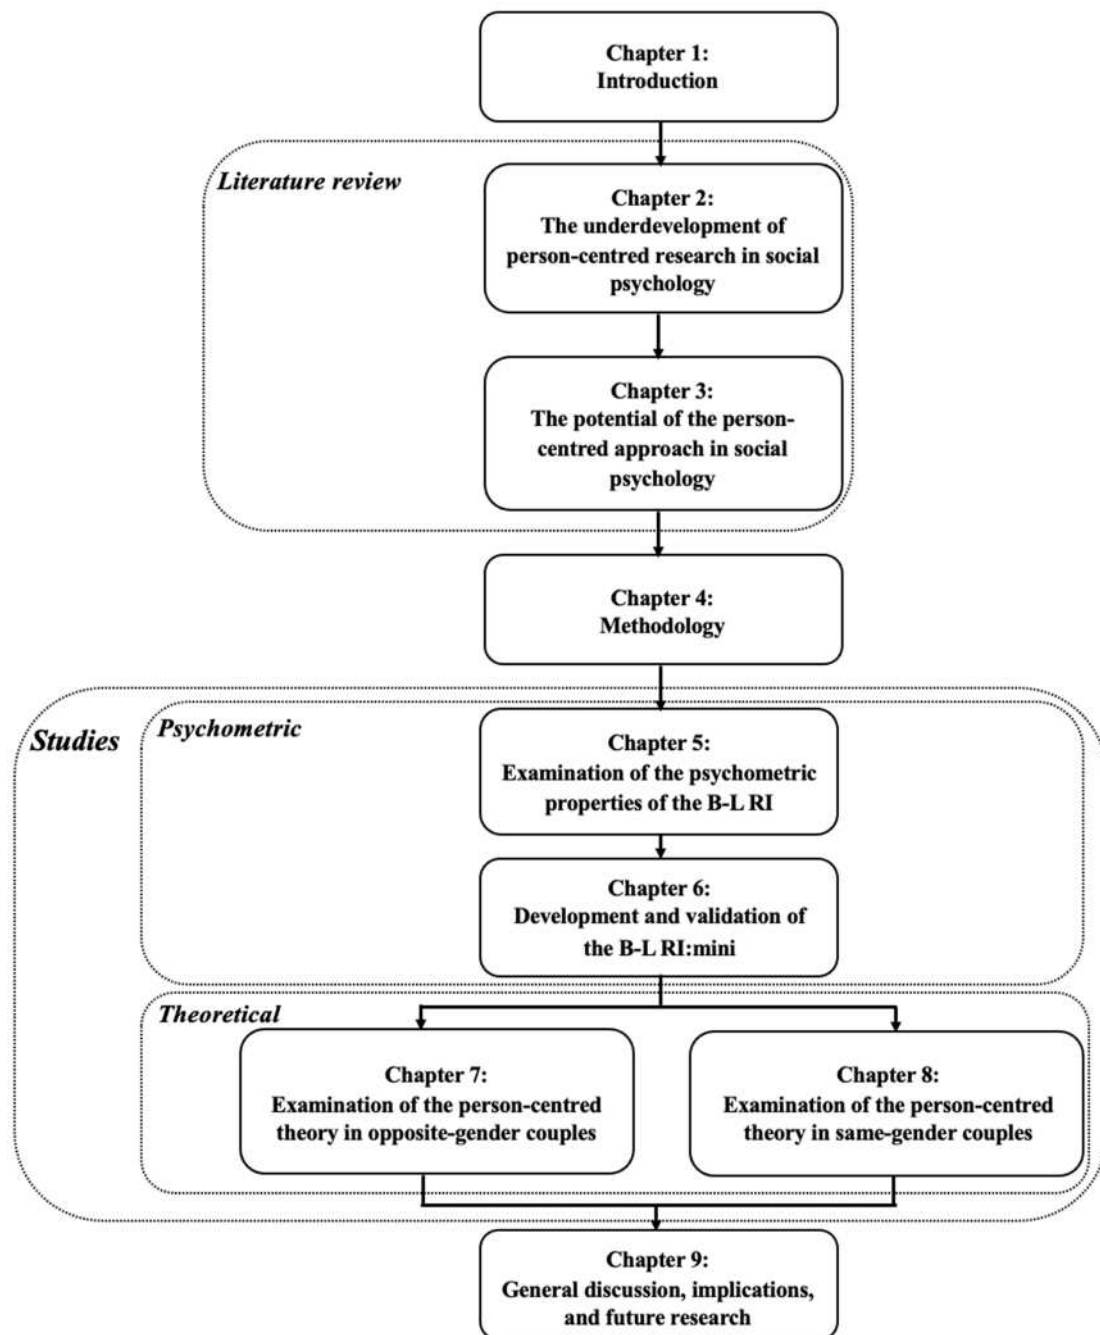 Chapter 1:
Introduction
Literature review
Chapter 2:
The underdevelopment of
person-centred research in social
psychology
Chapter 3:
The potential of the person-
centred approach in social
psychology
Chapter 4:
Methodology
Studies
Psychometric
Chapter 5:
Examination of the psychometric
properties of the B-L RI
Chapter 6:
Development and validation of
the B-L RI:mini
Theoretical
Chapter 7:
Examination of the person-centred
theory in opposite-gender couples
Chapter 8:
Examination of the person-centred
theory in same-gender couples
Chapter 9:
General discussion, implications,
and future research